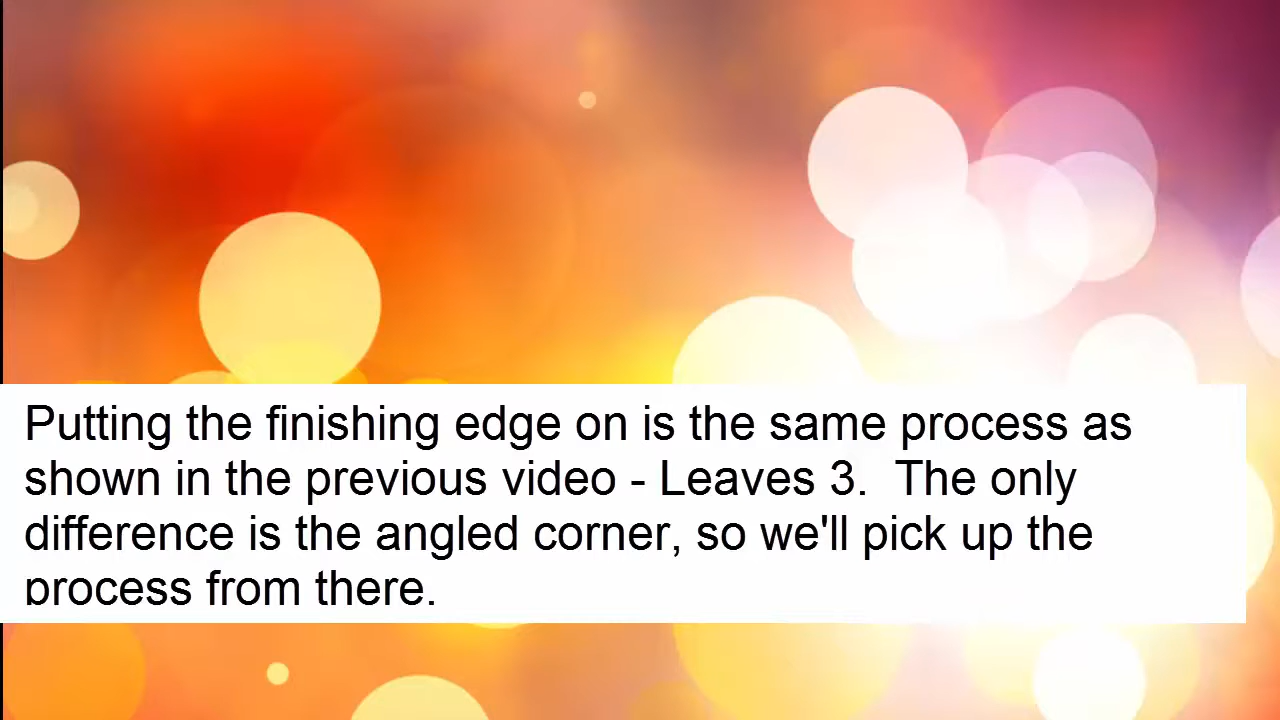 Putting the finishing edge on is the same process as
shown in the previous video - Leaves 3.  The only
difference is the angled corner, so we'll pick up the
process from there.